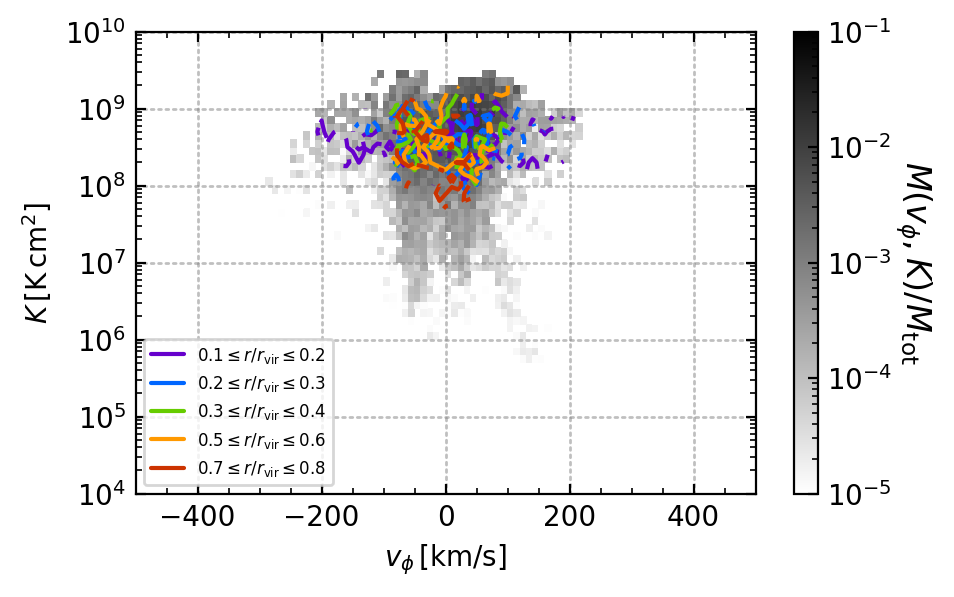 10^10
10^9
10^8
10^7
10^6
10^5
10^4
K [K cm^2]
0.1 ≤ r/r_vir ≤ 0.2
0.2 ≤ r/r_vir ≤ 0.3
0.3 ≤ r/r_vir ≤ 0.4
0.5 ≤ r/r_vir ≤ 0.6
0.7 ≤ r/r_vir ≤ 0.8
−400 −200 0 200 400
v_ϕ [km/s]
10^−1
10^−2
10^−3
10^−4
10^−5
M(v_ϕ, K)/M_tot